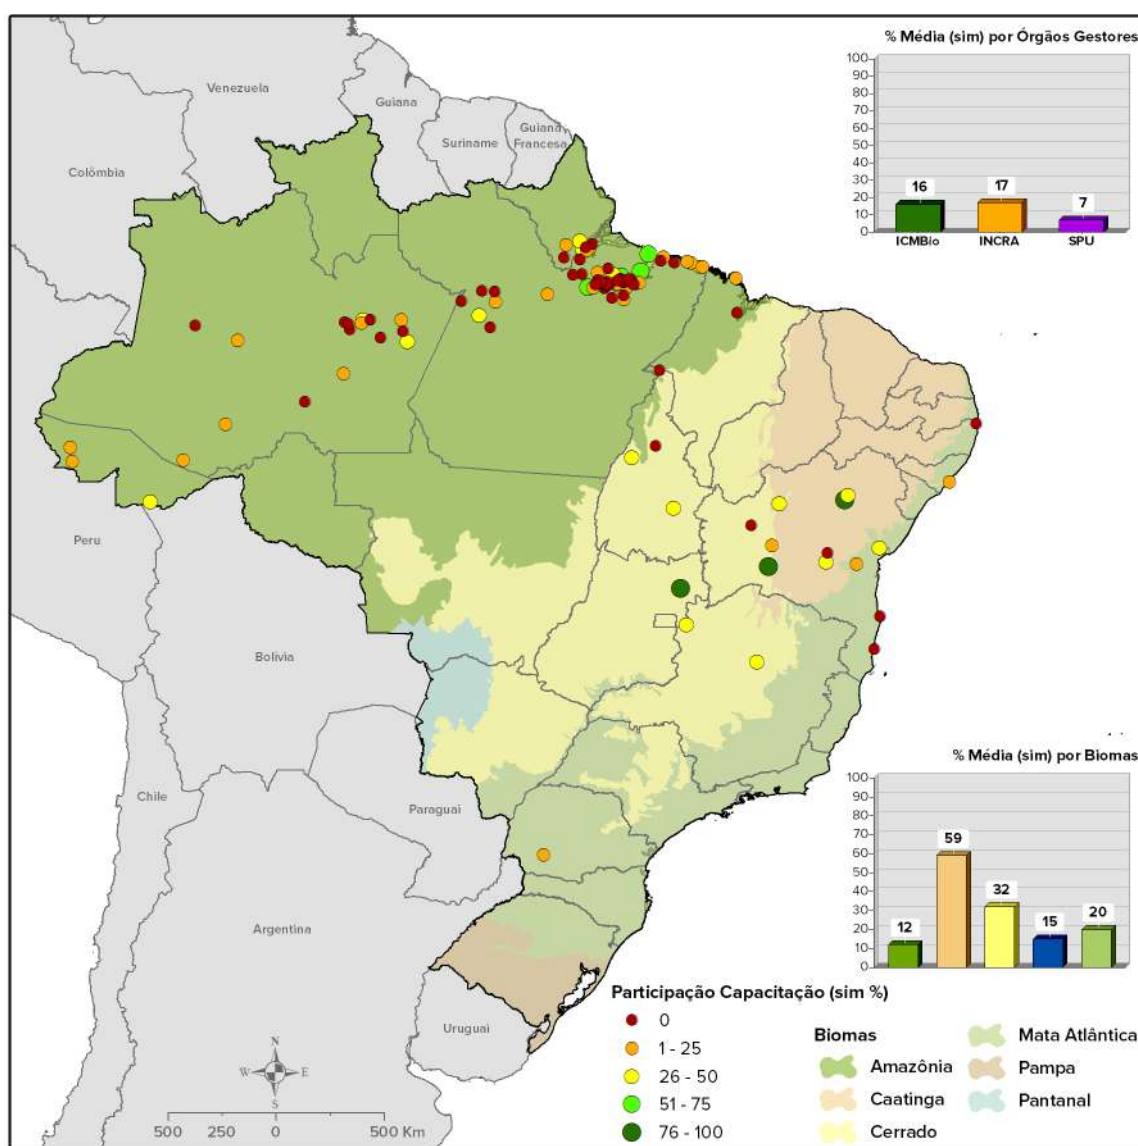 % Média (sim) por Órgãos Gestores
100
90
80
70
60
50
40
30
20
10
0
16
17
7
ICMBio
INCRA
SPU
Venezuela
Guiana
Suriname
Guiana
Francesa
Colômbia
Peru
Bolívia
Chile
Paraguai
Argentina
Uruguai
% Média (sim) por Biomas
100
90
80
70
60
50
40
30
20
10
0
12
59
32
15
20
Participação Capacitação (sim %)
0
1 - 25
26 - 50
51 - 75
76 - 100
Biomas
Amazônia
Caatinga
Cerrado
Mata Atlântica
Pampa
Pantanal
N
W
E
S
500
250
0
500 Km